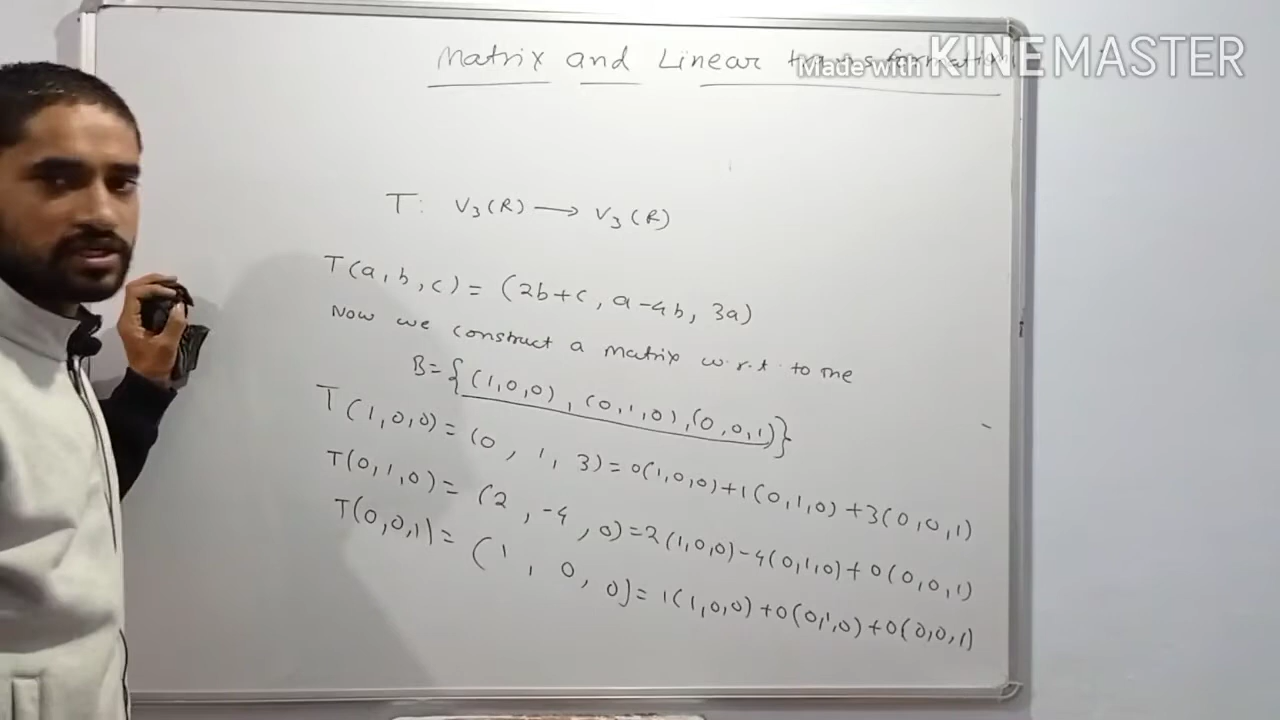 Matrix and Linear transformation
Made with KINEMASTER
T: V₃(R) ⟶ V₃(R)
T(a, b, c) = (2b+c, a-4b, 3a)
Now we construct a matrix w.r.t. to the
B = {(1,0,0), (0,1,0), (0,0,1)}
T(1,0,0) = (0, 1, 3) = 0(1,0,0)+1(0,1,0)+3(0,0,1)
T(0,1,0) = (2, -4, 0) = 2(1,0,0)-4(0,1,0)+0(0,0,1)
T(0,0,1) = (1, 0, 0) = 1(1,0,0)+0(0,1,0)+0(0,0,1)